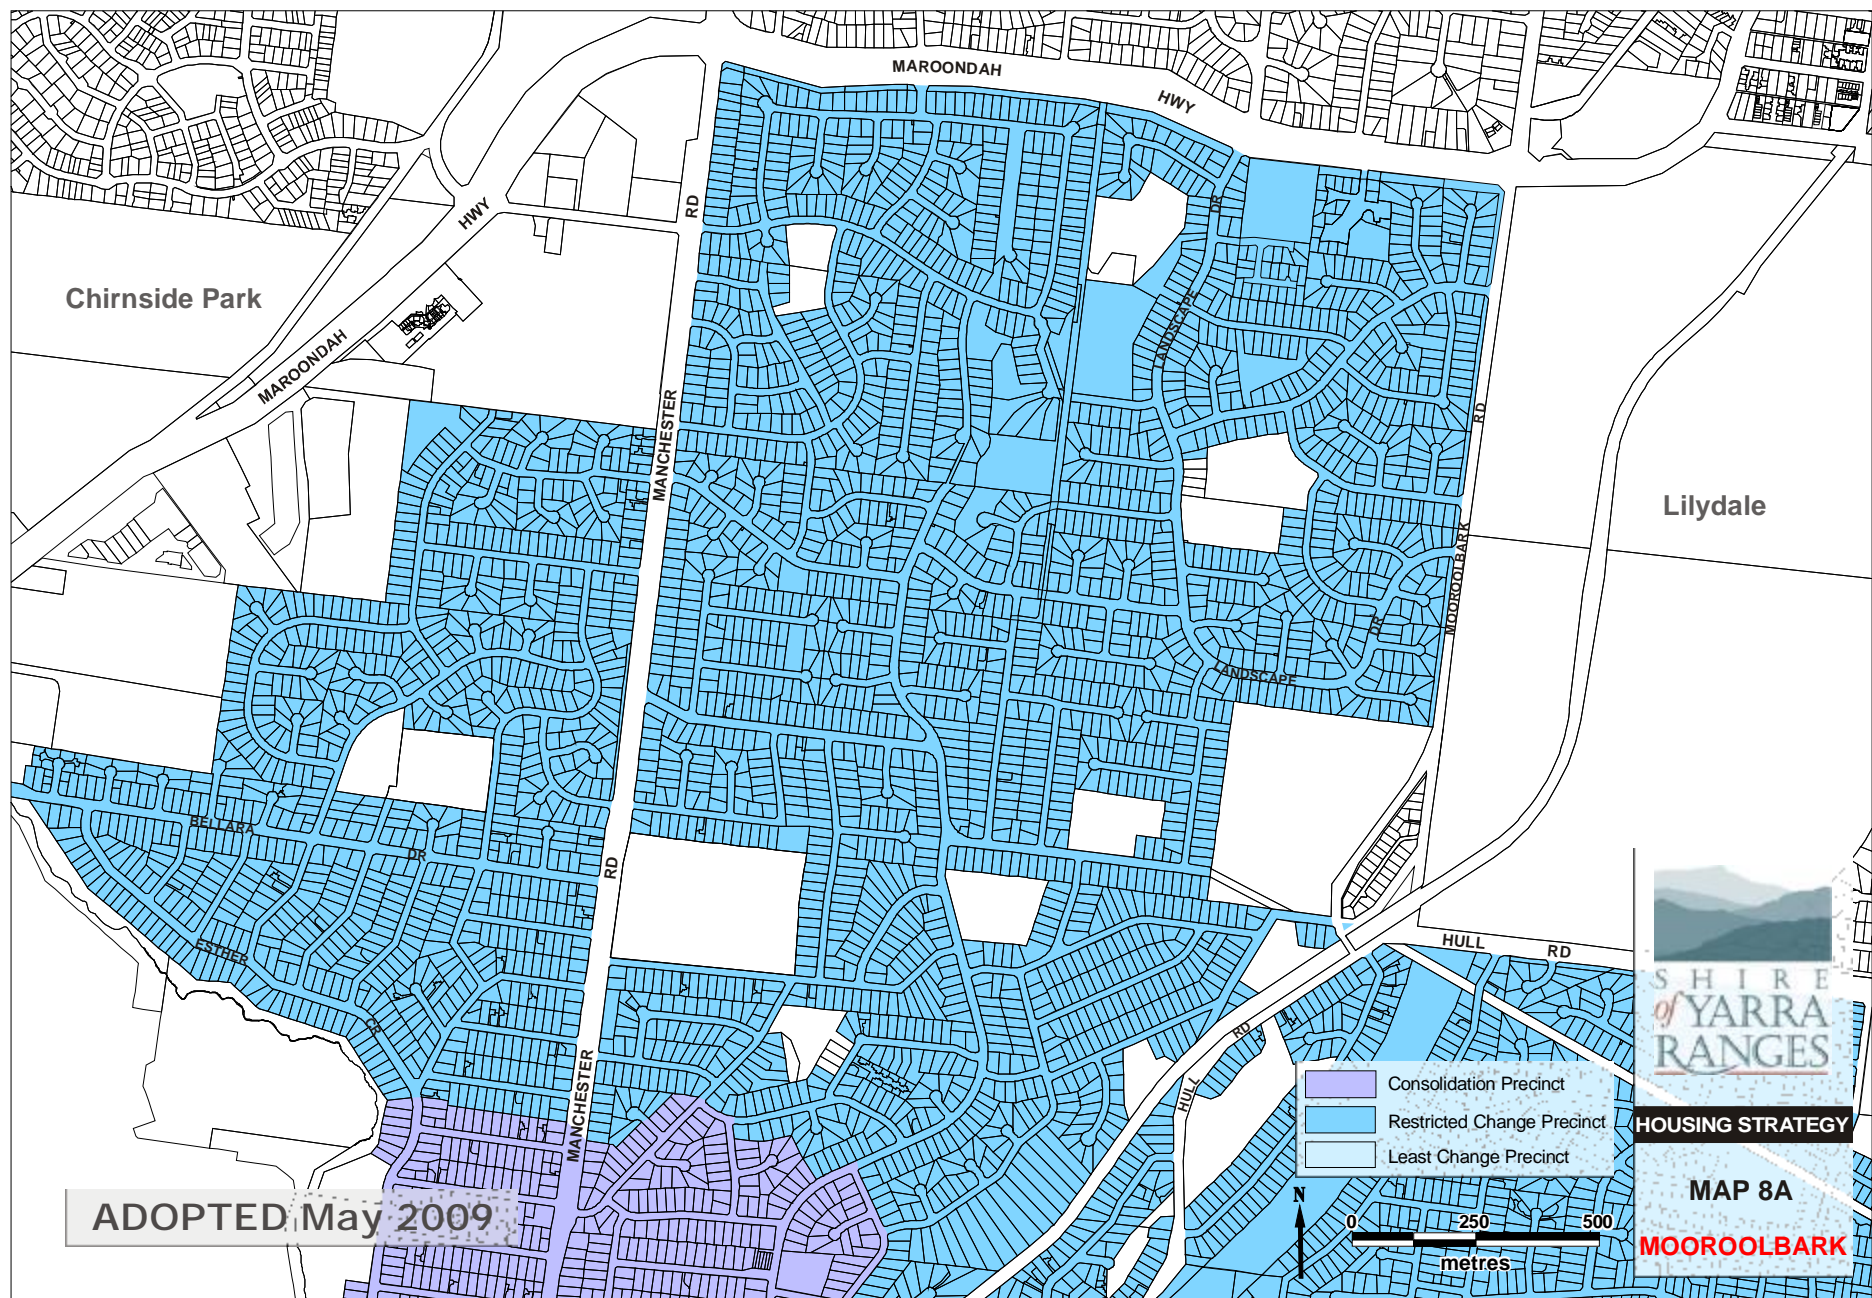 MAROONDAH
HWY
RD
DR
HWY
Chirnside Park
LANDSCAPE
MAROONDAH
MANCHESTER
RD
Lilydale
MOOROOLBARK
DR
LANDSCAPE
BELLARA
DR
RD
ESTHER
CR
HULL
RD
RD
HULL
MANCHESTER
SHIRE
of YARRA
RANGES
HOUSING STRATEGY
MAP 8A
MOOROOLBARK
Consolidation Precinct
Restricted Change Precinct
Least Change Precinct
N
0 250 500
metres
ADOPTED May 2009